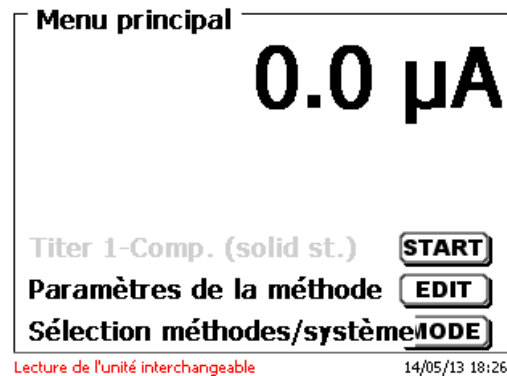 Menu principal
0.0 µA
Titer 1-Comp. (solid st.) START
Paramètres de la méthode EDIT
Sélection méthodes/système MODE
Lecture de l'unité interchangeable 14/05/13 18:26